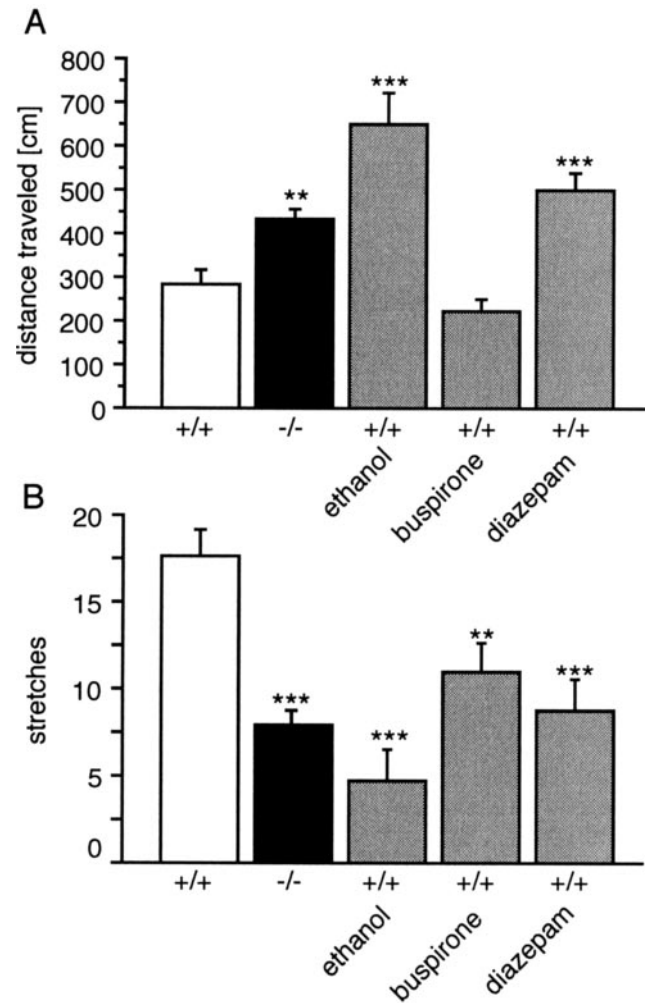 A
800
700
600
500
400
300
200
100
0
distance traveled [cm]
**
***
***
+/+ -/- +/+ +/+ +/+
ethanol
buspirone
diazepam
B
20
15
10
5
0
stretches
***
***
**
***
+/+ -/- +/+ +/+ +/+
ethanol
buspirone
diazepam